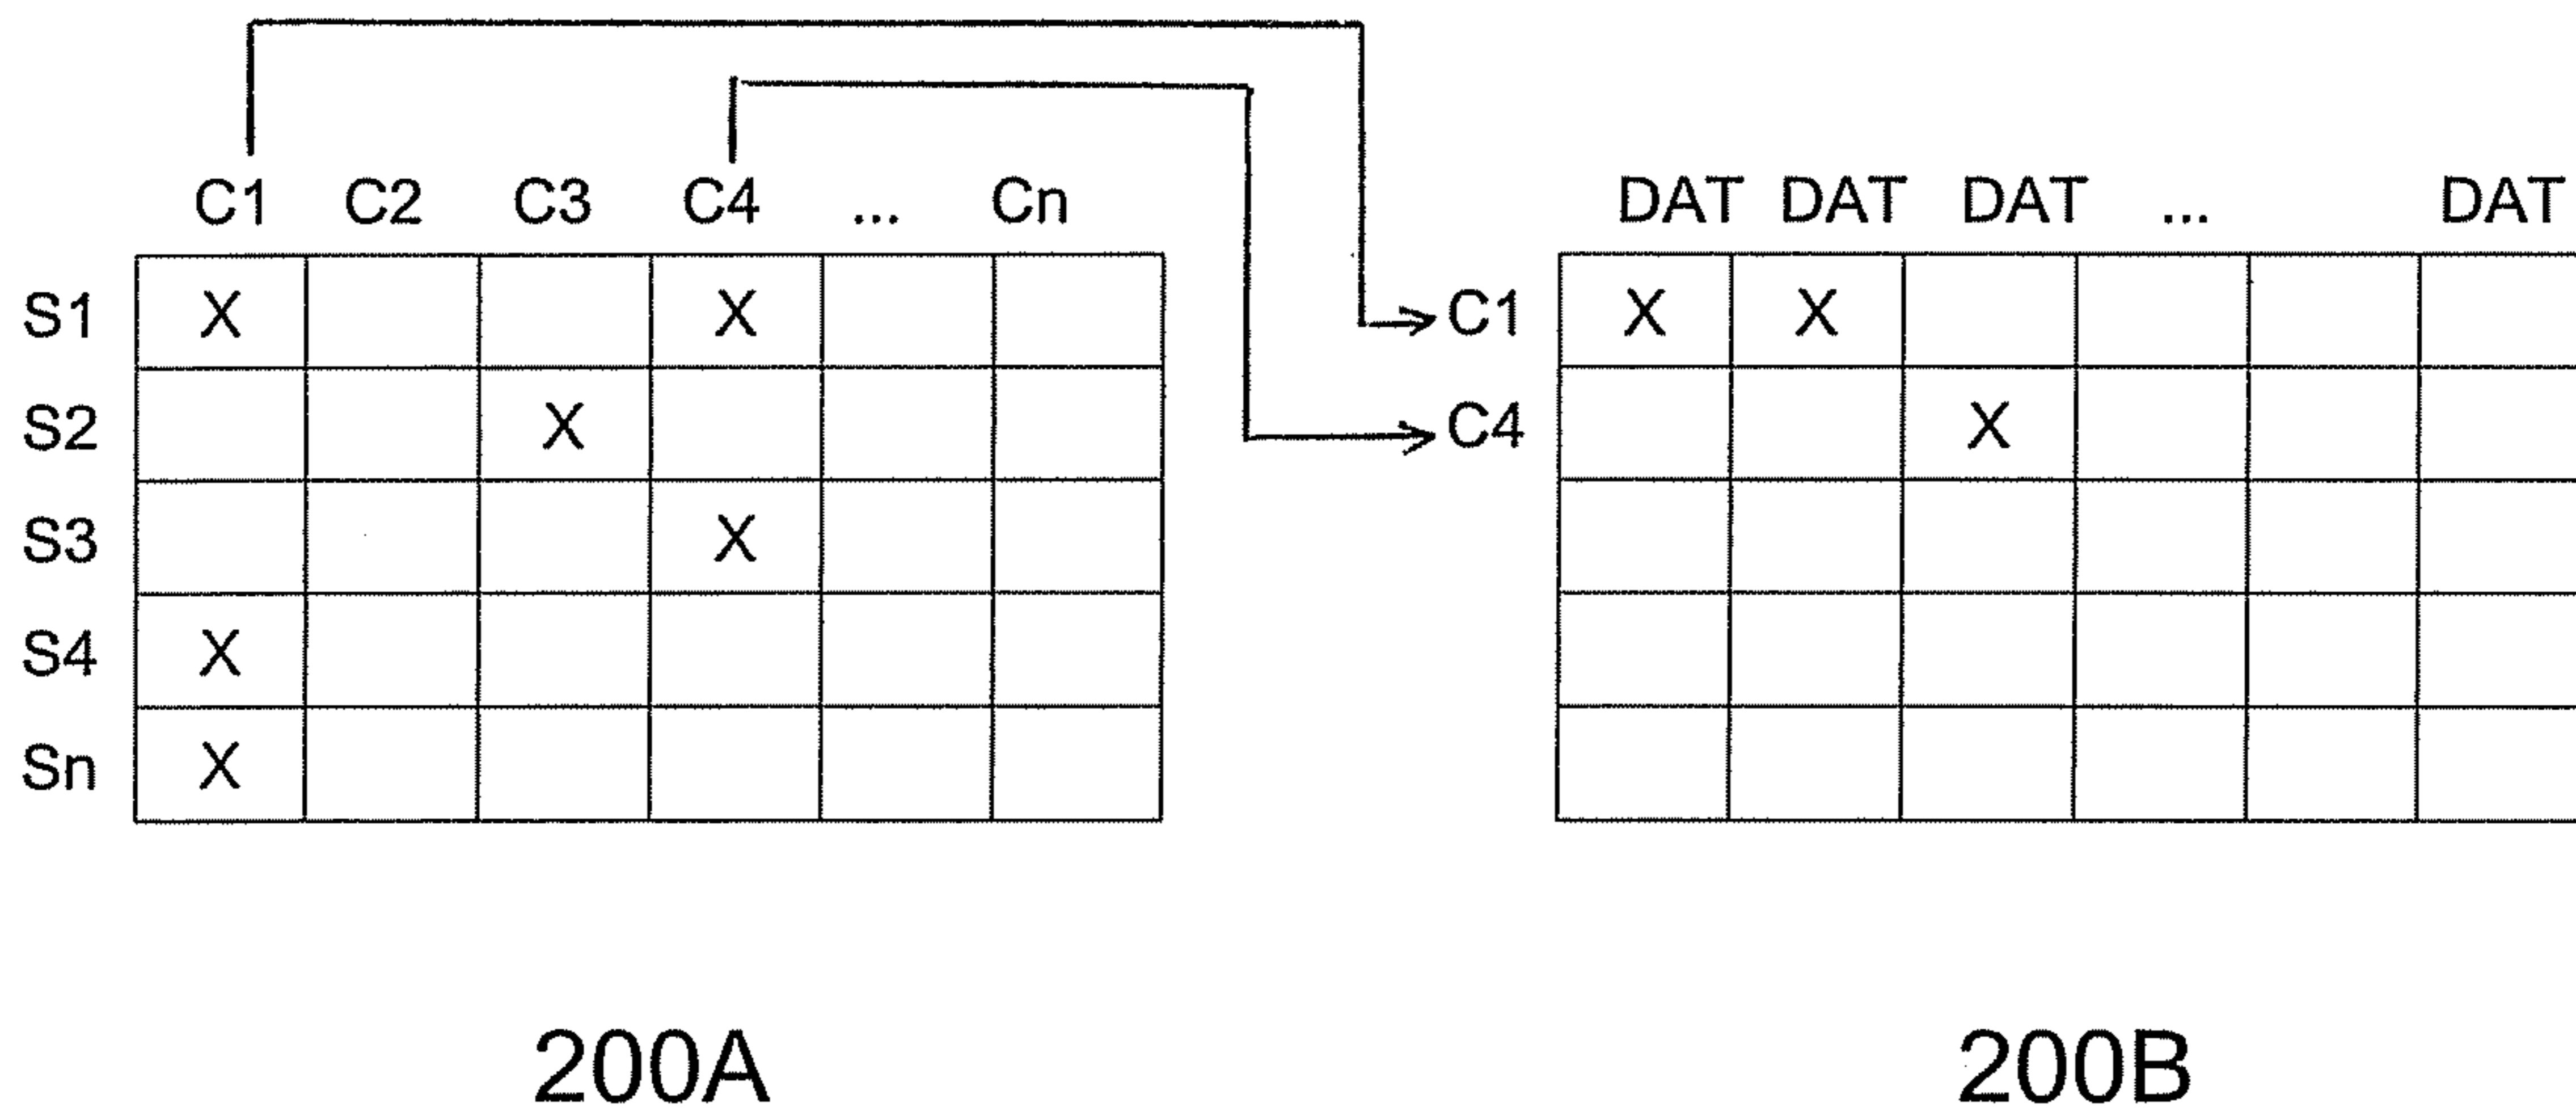 C1 C2 C3 C4 ... Cn DAT DAT DAT ... DAT
S1 X X C1 X X
S2 X C4 X
S3 X
S4 X
Sn X
200A 200B